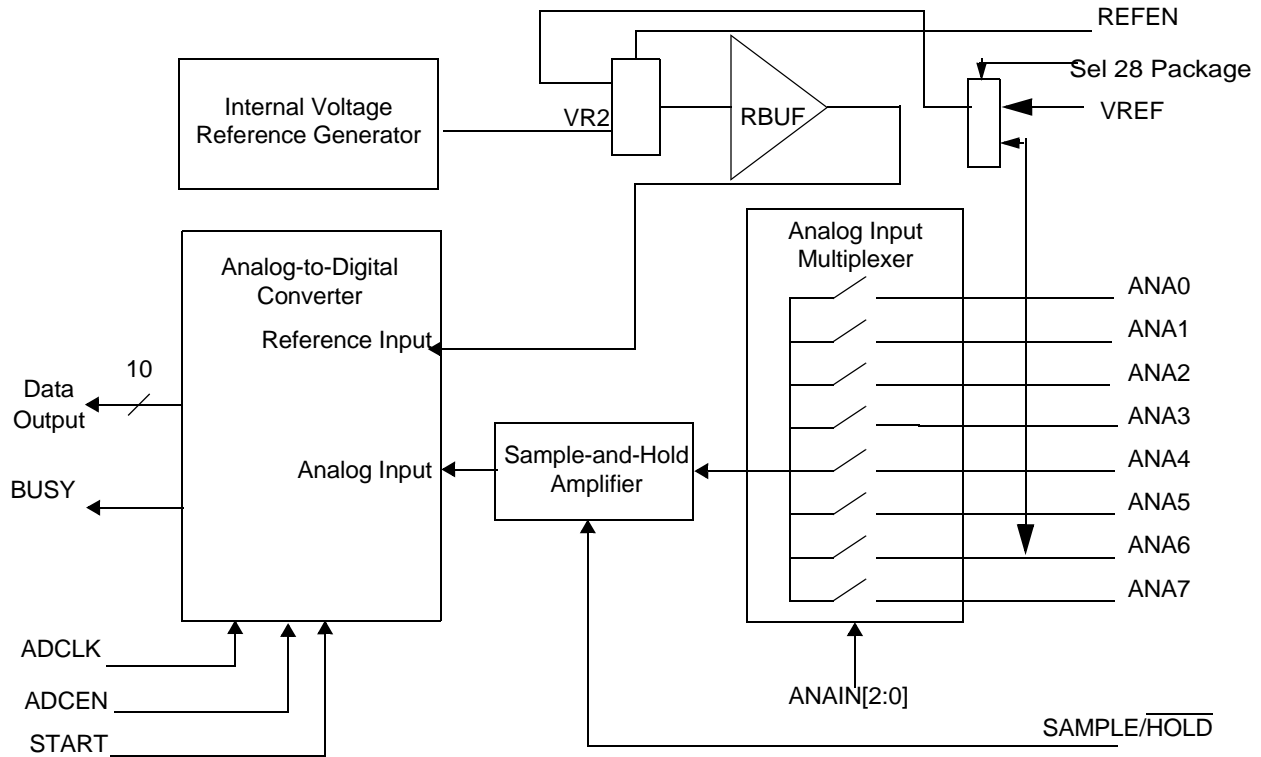 REFEN
Sel 28 Package
Internal Voltage
Reference Generator
VR2
RBUF
VREF
Analog Input
Multiplexer
Analog-to-Digital
Converter
Reference Input
ANA0
ANA1
ANA2
ANA3
ANA4
ANA5
ANA6
ANA7
10
Data
Output
Sample-and-Hold
Amplifier
Analog Input
BUSY
ADCLK
ADCEN
START
ANAIN[2:0]
SAMPLE/HOLD